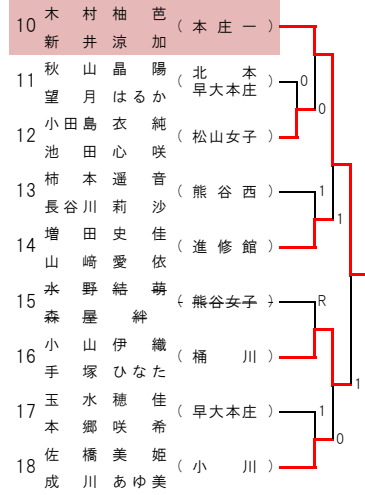 10 木村 柚芭 ( 本庄一 )
新井 涼加
11 秋山 晶陽 ( 北本
望月 はるか 早大本庄 ) 0
12 小田島 衣純 ( 松山女子 ) 0
池田 心咲
13 柿本 遥音 ( 熊谷西 ) 1
長谷川 莉沙 1
14 増田 史佳 ( 進修館 )
山﨑 愛依
15 水野 結萌 ( 熊谷女子 ) R
森屋 絆
16 小山 伊織 ( 桶川 )
手塚 ひなた 1
17 玉水 穂佳 ( 早大本庄 ) 1
本郷 咲希 0
18 佐橋 美姫 ( 小川 )
成川 あゆ美